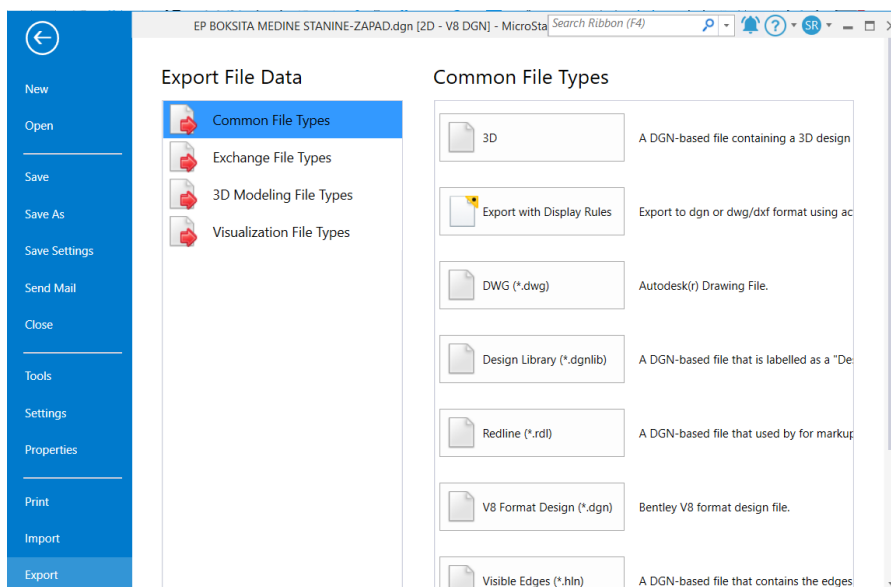 EP BOKSITA MEDINE STANINE-ZAPAD.dgn [2D - V8 DGN] - MicroSta
Search Ribbon (F4)
SR
New
Open
Save
Save As
Save Settings
Send Mail
Close
Tools
Settings
Properties
Print
Import
Export
Export File Data
Common File Types
Exchange File Types
3D Modeling File Types
Visualization File Types
Common File Types
3D
A DGN-based file containing a 3D design
Export with Display Rules
Export to dgn or dwg/dxf format using ac
DWG (*.dwg)
Autodesk(r) Drawing File.
Design Library (*.dgnlib)
A DGN-based file that is labelled as a "De
Redline (*.rdl)
A DGN-based file that used by for markup
V8 Format Design (*.dgn)
Bentley V8 format design file.
Visible Edges (*.hln)
A DGN-based file that contains the edges